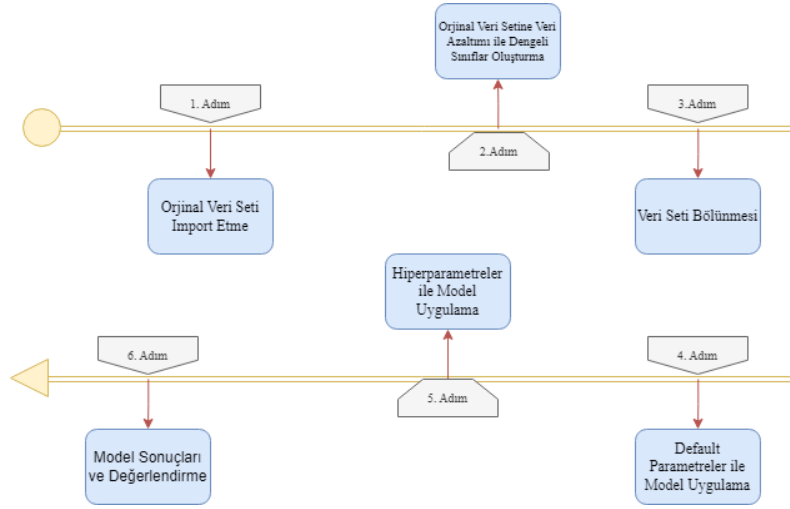 Orjinal Veri Setine Veri
Azaltımı ile Dengeli
Sınıflar Oluşturma
1. Adım
2.Adım
3.Adım
Orjinal Veri Seti
Import Etme
Veri Seti Bölünmesi
Hiperparametreler
ile Model
Uygulama
6. Adım
5. Adım
4. Adım
Model Sonuçları
ve Değerlendirme
Default
Parametreler ile
Model Uygulama